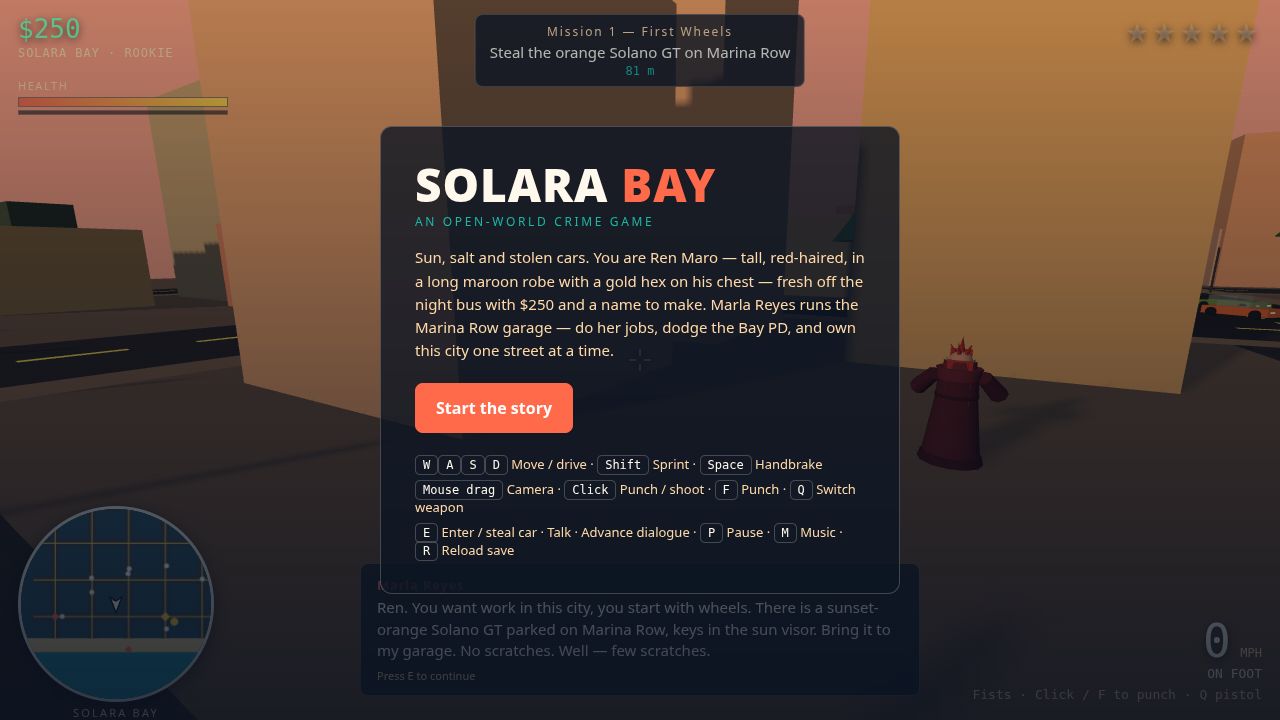 $250
SOLARA BAY · ROOKIE
HEALTH
Mission 1 — First Wheels
Steal the orange Solano GT on Marina Row
81 m
SOLARA BAY
AN OPEN-WORLD CRIME GAME
Sun, salt and stolen cars. You are Ren Maro — tall, red-haired, in
a long maroon robe with a gold hex on his chest — fresh off the
night bus with $250 and a name to make. Marla Reyes runs the
Marina Row garage — do her jobs, dodge the Bay PD, and own
this city one street at a time.
Start the story
W A S D Move / drive · Shift Sprint · Space Handbrake
Mouse drag Camera · Click Punch / shoot · F Punch · Q Switch
weapon
E Enter / steal car · Talk · Advance dialogue · P Pause · M Music ·
R Reload save
Marla Reyes
Ren. You want work in this city, you start with wheels. There is a sunset-
orange Solano GT parked on Marina Row, keys in the sun visor. Bring it to
my garage. No scratches. Well — few scratches.
Press E to continue
SOLARA BAY
0 MPH
ON FOOT
Fists · Click / F to punch · Q pistol